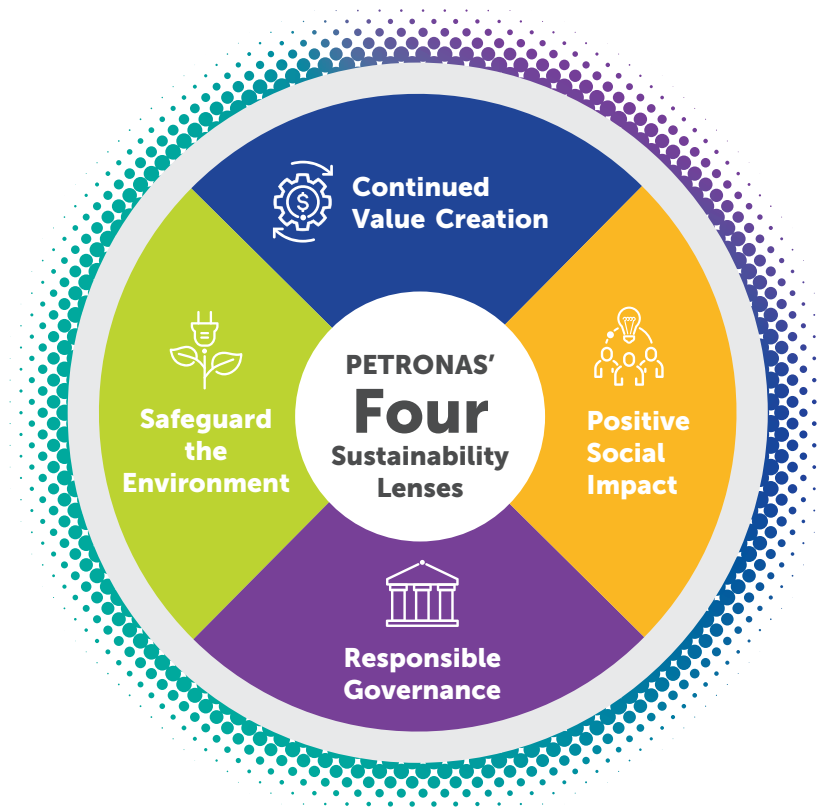 Continued
Value Creation
Safeguard
the
Environment
PETRONAS’
Four
Sustainability
Lenses
Positive
Social
Impact
Responsible
Governance